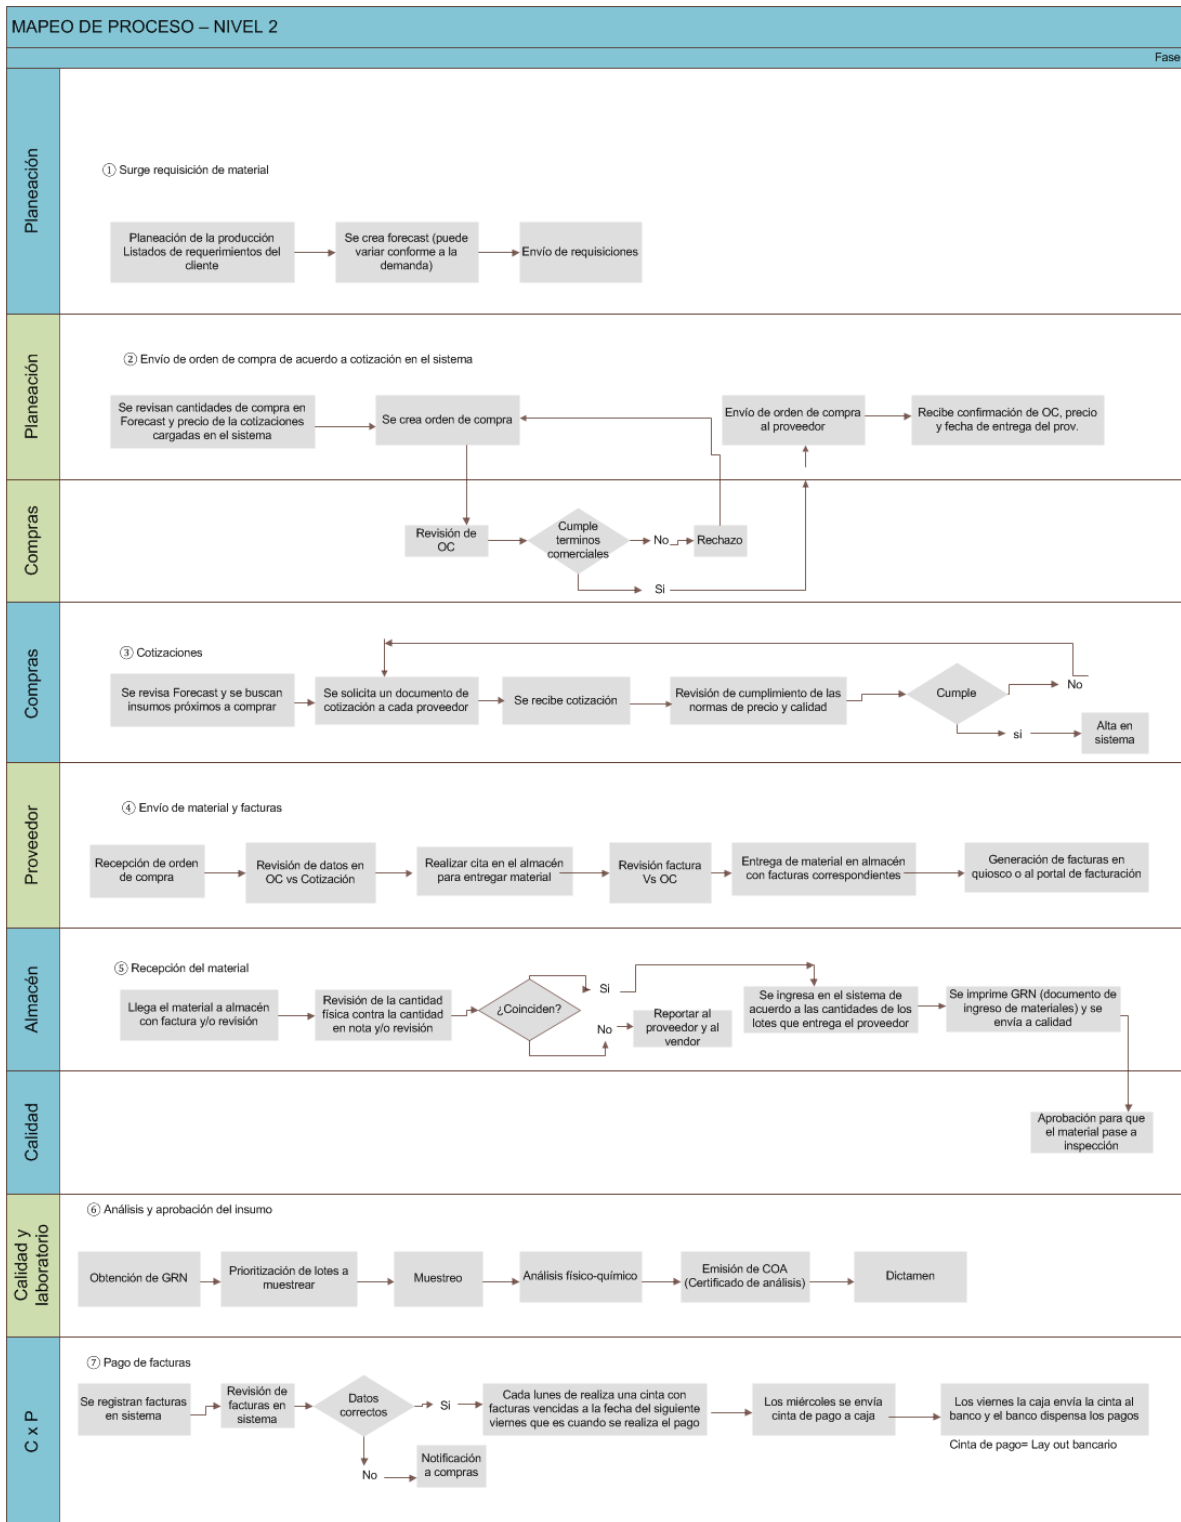 MAPEO DE PROCESO – NIVEL 2
Fase
Planeación
① Surge requisición de material
Planeación de la producción
Listados de requerimientos del
cliente
Se crea forecast (puede
variar conforme a la
demanda)
Envío de requisiciones
Planeación
② Envío de orden de compra de acuerdo a cotización en el sistema
Se revisan cantidades de compra en
Forecast y precio de la cotizaciones
cargadas en el sistema
Se crea orden de compra
Envío de orden de compra
al proveedor
Recibe confirmación de OC, precio
y fecha de entrega del prov.
Compras
Revisión de
OC
Cumple
terminos
comerciales
No
Rechazo
Si
Compras
③ Cotizaciones
Se revisa Forecast y se buscan
insumos próximos a comprar
Se solicita un documento de
cotización a cada proveedor
Se recibe cotización
Revisión de cumplimiento de las
normas de precio y calidad
Cumple
No
si
Alta en
sistema
Proveedor
④ Envío de material y facturas
Recepción de orden
de compra
Revisión de datos en
OC vs Cotización
Realizar cita en el almacén
para entregar material
Revisión factura
Vs OC
Entrega de material en almacén
con facturas correspondientes
Generación de facturas en
quiosco o al portal de facturación
Almacén
⑤ Recepción del material
Llega el material a almacén
con factura y/o revisión
Revisión de la cantidad
física contra la cantidad
en nota y/o revisión
¿Coinciden?
Si
No
Reportar al
proveedor y al
vendor
Se ingresa en el sistema de
acuerdo a las cantidades de los
lotes que entrega el proveedor
Se imprime GRN (documento de
ingreso de materiales) y se
envía a calidad
Calidad
Aprobación para que
el material pase a
inspección
Calidad y
laboratorio
⑥ Análisis y aprobación del insumo
Obtención de GRN
Prioritización de lotes a
muestrear
Muestreo
Análisis físico-químico
Emisión de COA
(Certificado de análisis)
Dictamen
C x P
⑦ Pago de facturas
Se registran facturas
en sistema
Revisión de
facturas en
sistema
Datos
correctos
Si
No
Notificación
a compras
Cada lunes de realiza una cinta con
facturas vencidas a la fecha del siguiente
viernes que es cuando se realiza el pago
Los miércoles se envía
cinta de pago a caja
Los viernes la caja envía la cinta al
banco y el banco dispensa los pagos
Cinta de pago= Lay out bancario